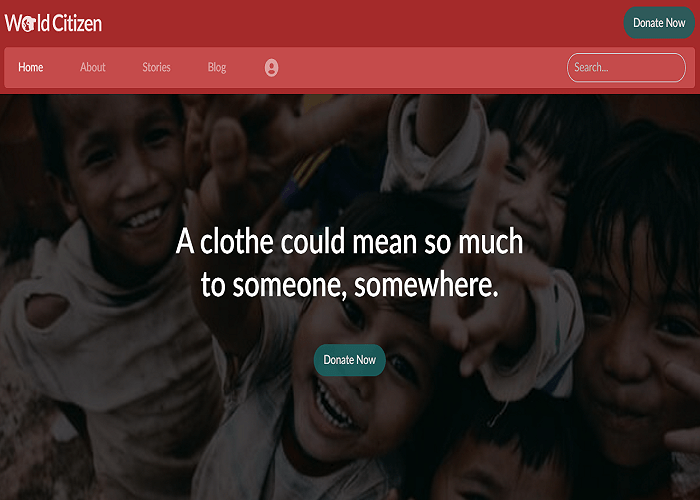 World Citizen
Donate Now
Home
About
Stories
Blog
Search...
A clothe could mean so much
to someone, somewhere.
Donate Now